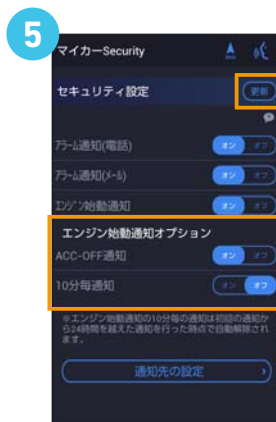 5
マイカーSecurity
セキュリティ設定
更新
アラーム通知(電話)
オン オフ
アラーム通知(メール)
オン オフ
エンジン始動通知
オン オフ
エンジン始動通知オプション
ACC-OFF通知
オン オフ
10分毎通知
オン オフ
※エンジン始動通知の10分毎の通知は初回の通知か
ら24時間を越えた通知を行った時点で自動解除され
ます。
通知先の設定